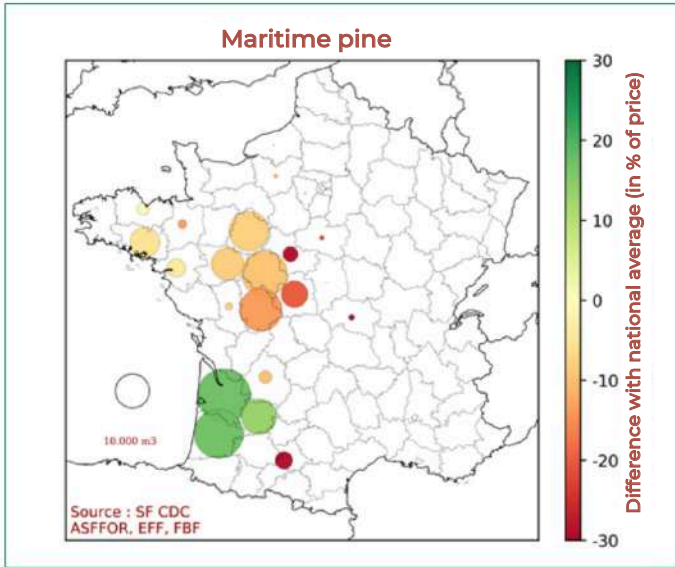 Maritime pine
10.000 m3
Source : SF CDC
ASFFOR, EFF, FBF
30
20
10
0
-10
-20
-30
Difference with national average (in % of price)